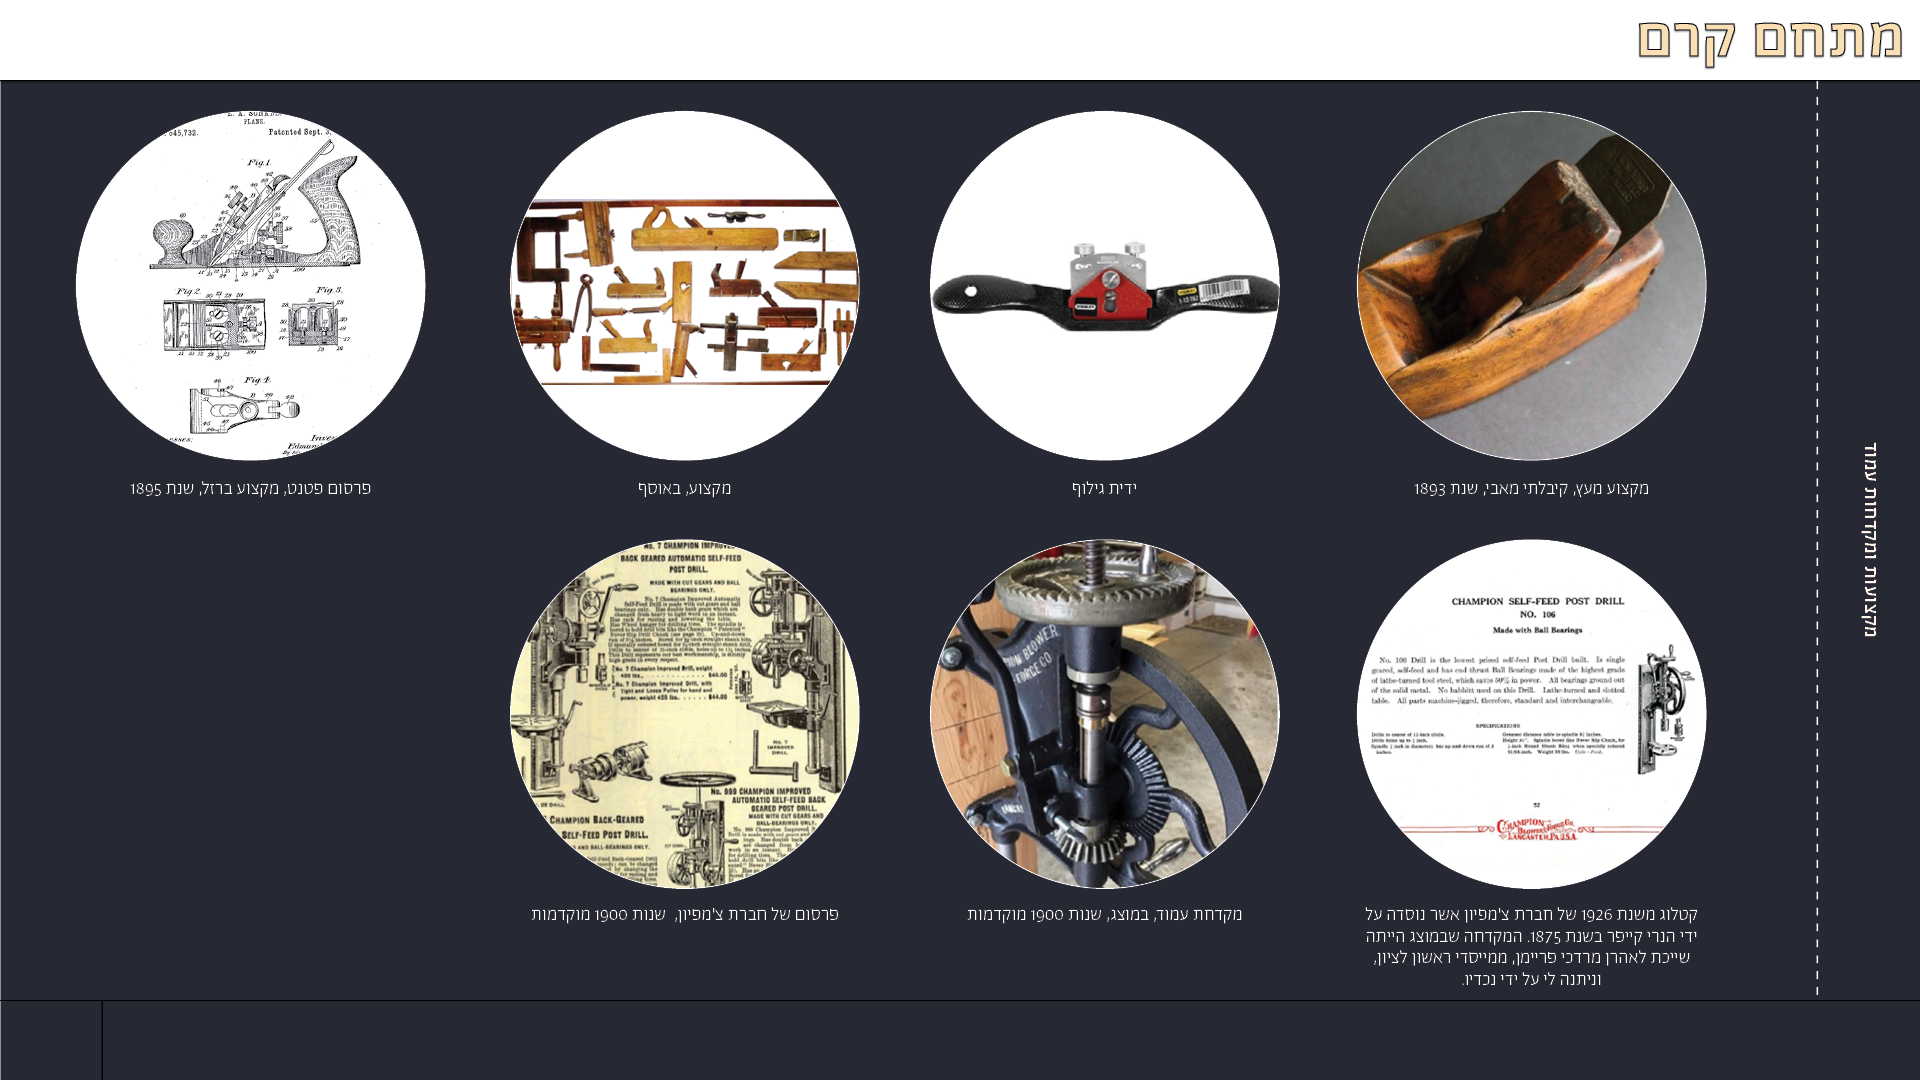 מתחם קרם
מקצועות ומקדחות עמוד
מקצוע מעץ, קיבלתי מאבי, שנת 1893
ידית גילוף
STANLEY
מקצוע, באוסף
PLANE.
545,732.
Patented Sept. 3,
Fig. 1.
Fig. 2.
Fig. 3.
Fig. 4.
פרסום פטנט, מקצוע ברזל, שנת 1895
CHAMPION SELF-FEED POST DRILL
NO. 106
Made with Ball Bearings
No. 106 Drill is the lowest priced self-feed Post Drill built. Is single
geared, self-feed and has end thrust Ball Bearings made of the highest grade
of lathe-turned tool steel, which saves 50% in power. All bearings ground out
of the solid metal. No babbitt used on this Drill. Lathe-turned and slotted
table. All parts machine-jigged, therefore, standard and interchangeable.
SPECIFICATIONS
52
CHAMPION
BLOWER & FORGE CO.
LANCASTER, PA. U.S.A.
קטלוג משנת 1926 של חברת צ'מפיון אשר נוסדה על
ידי הנרי קייפר בשנת 1875. המקדחה שבמוצג הייתה
שייכת לאהרן מרדכי פריימן, ממייסדי ראשון לציון,
וניתנה לי על ידי נכדיו.
BLOWER
FORGE CO
מקדחת עמוד, במוצג, שנות 1900 מוקדמות
No. 7 CHAMPION IMPROVED
BACK GEARED AUTOMATIC SELF-FEED
POST DRILL.
MADE WITH CUT GEARS AND BALL
BEARINGS ONLY.
No. 7 Champion Improved Drill, weight
400 lbs. $40.00
No. 7 Champion Improved Drill, with
Tight and Loose Pulley for hand and
power, weight 425 lbs. $44.00
No. 7
IMPROVED
DRILL.
No. 999 CHAMPION IMPROVED
AUTOMATIC SELF-FEED BACK
GEARED POST DRILL.
MADE WITH CUT GEARS AND
BALL-BEARINGS ONLY.
CHAMPION BACK-GEARED
SELF-FEED POST DRILL.
AND BALL-BEARINGS ONLY.
פרסום של חברת צ'מפיון, שנות 1900 מוקדמות